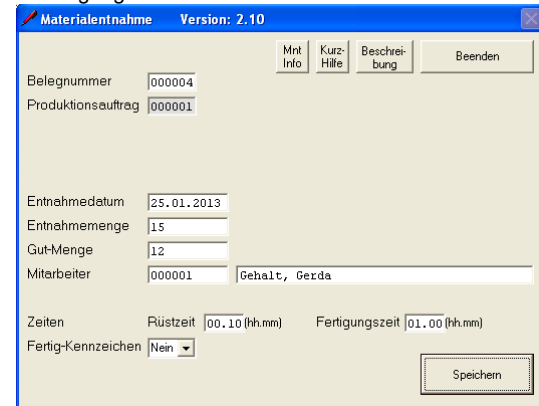 Materialentnahme Version: 2.10
Mnt Info Kurz-Hilfe Beschrei-bung Beenden
Belegnummer 000004
Produktionsauftrag 000001
Entnahmedatum 25.01.2013
Entnahmemenge 15
Gut-Menge 12
Mitarbeiter 000001 Gehalt, Gerda
Zeiten Rüstzeit 00.10 (hh.mm) Fertigungszeit 01.00 (hh.mm)
Fertig-Kennzeichen Nein
Speichern